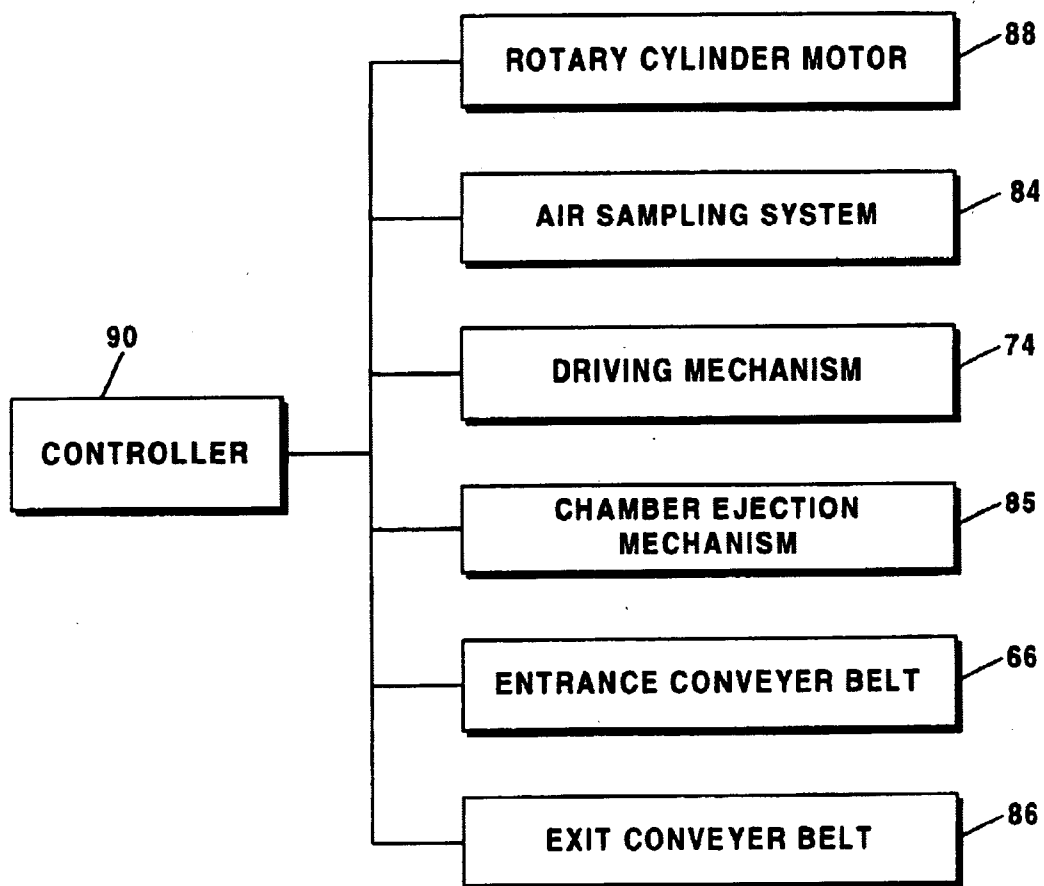 ROTARY CYLINDER MOTOR
88
AIR SAMPLING SYSTEM
84
90
DRIVING MECHANISM
74
CONTROLLER
CHAMBER EJECTION
MECHANISM
85
ENTRANCE CONVEYER BELT
66
EXIT CONVEYER BELT
86